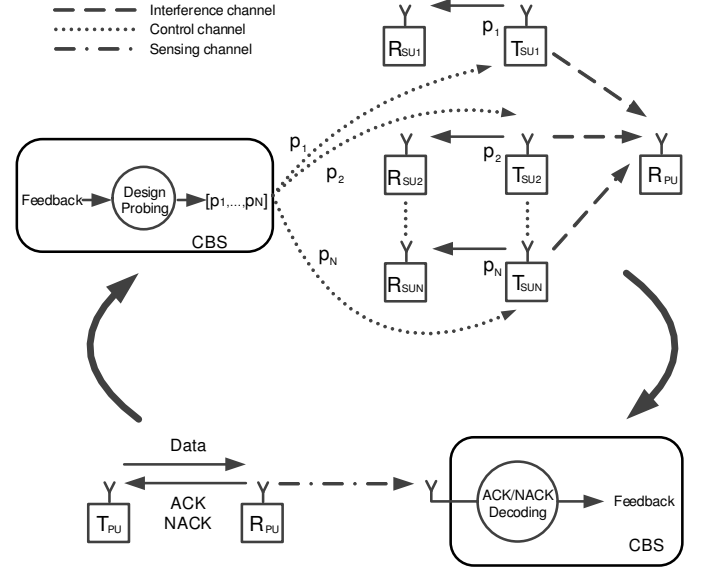 Interference channel
Control channel
Sensing channel
RSU1
p1
TSU1
p1
p2
RSU2
p2
TSU2
RPU
Feedback
Design
Probing
[p1,...,pN]
CBS
pN
RSUN
pN
TSUN
Data
ACK
NACK
TPU
RPU
ACK/NACK
Decoding
Feedback
CBS